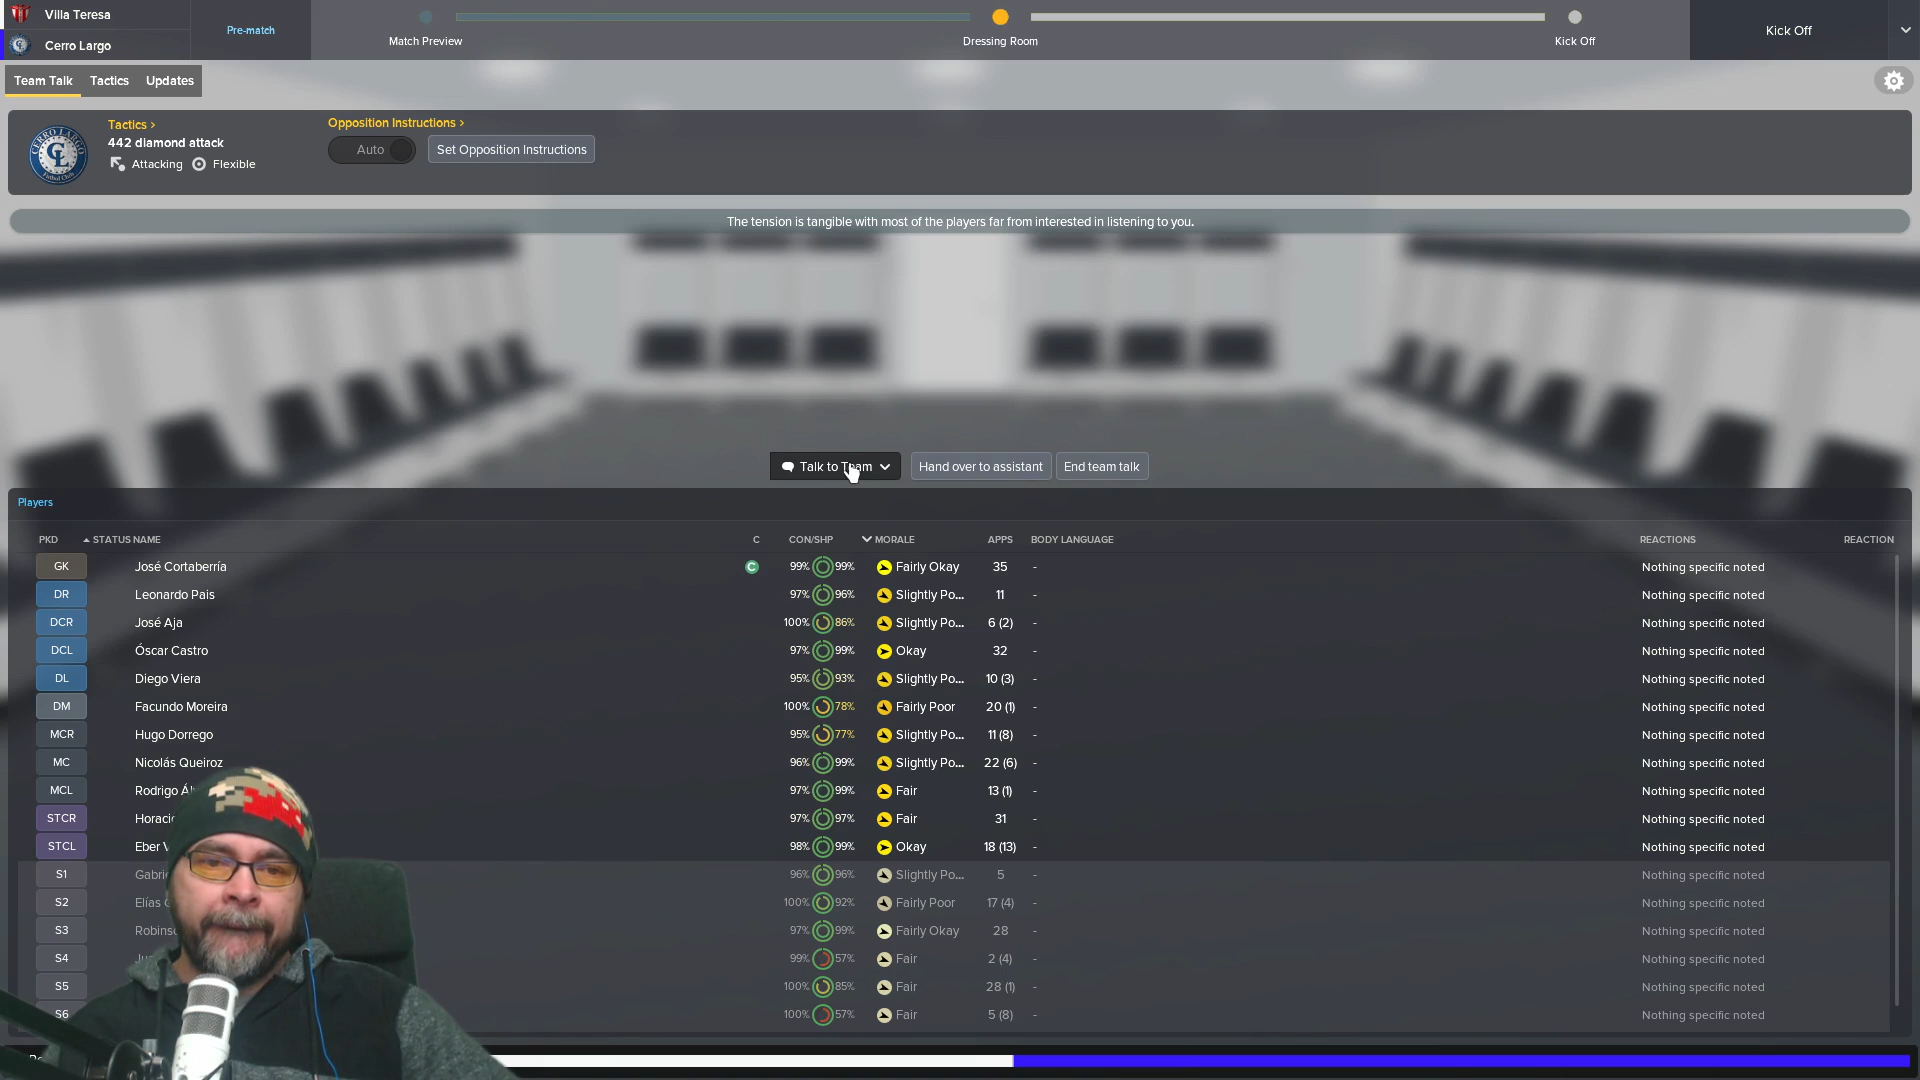 Villa Teresa
Cerro Largo
Pre-match
Match Preview
Dressing Room
Kick Off
Kick Off
Team Talk Tactics Updates
Tactics >
442 diamond attack
Attacking Flexible
Opposition Instructions >
Auto Set Opposition Instructions
The tension is tangible with most of the players far from interested in listening to you.
Talk to Team Hand over to assistant End team talk
Players
PKD STATUS NAME C CON/SHP MORALE APPS BODY LANGUAGE REACTIONS REACTION
GK José Cortaberría C 99% 99% Fairly Okay 35 - Nothing specific noted
DR Leonardo Pais 97% 96% Slightly Po... 11 - Nothing specific noted
DCR José Aja 100% 86% Slightly Po... 6 (2) - Nothing specific noted
DCL Óscar Castro 97% 99% Okay 32 - Nothing specific noted
DL Diego Viera 95% 93% Slightly Po... 10 (3) - Nothing specific noted
DM Facundo Moreira 100% 78% Fairly Poor 20 (1) - Nothing specific noted
MCR Hugo Dorrego 95% 77% Slightly Po... 11 (8) - Nothing specific noted
MC Nicolás Queiroz 96% 99% Slightly Po... 22 (6) - Nothing specific noted
MCL Rodrigo 97% 99% Fair 13 (1) - Nothing specific noted
STCR 97% 97% Fair 31 - Nothing specific noted
STCL Eber 98% 99% Okay 18 (13) - Nothing specific noted
S1 96% 96% Slightly Po... 5 - Nothing specific noted
S2 Elías 100% 92% Fairly Poor 17 (4) - Nothing specific noted
S3 97% 99% Fairly Okay 28 - Nothing specific noted
S4 99% 57% Fair 2 (4) - Nothing specific noted
S5 100% 85% Fair 28 (1) - Nothing specific noted
S6 100% 57% Fair 5 (8) - Nothing specific noted